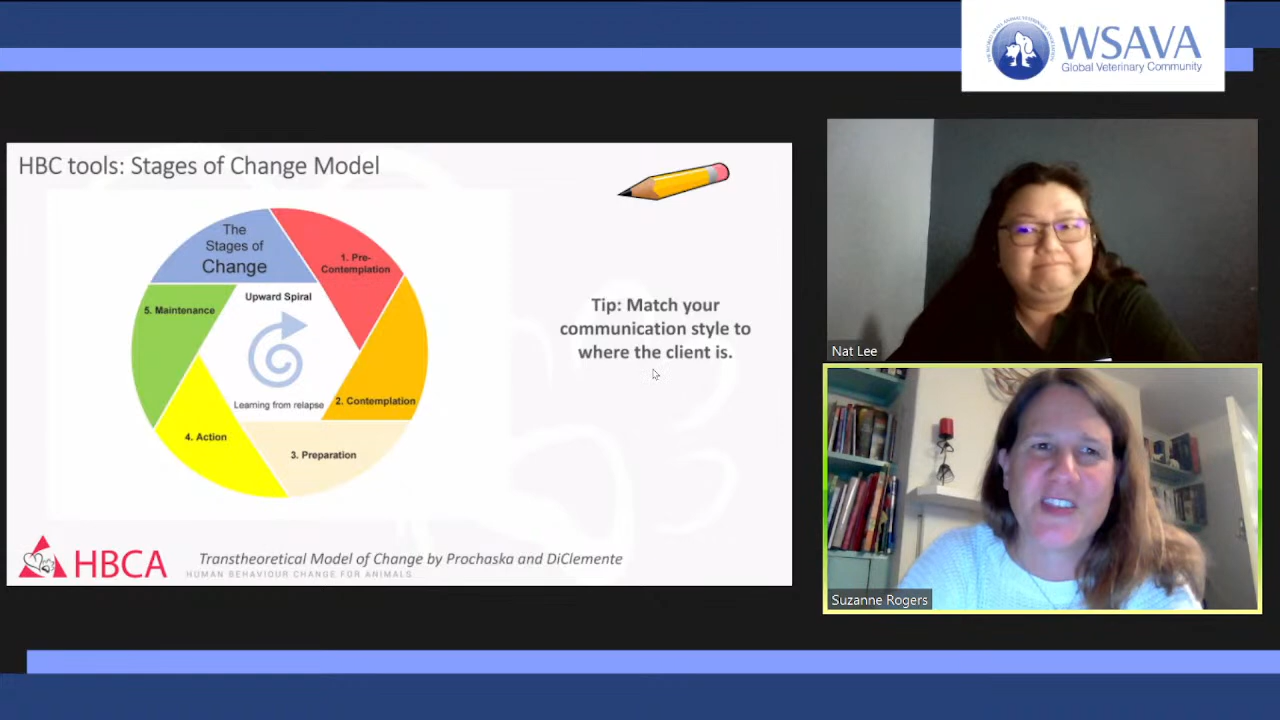 WSAVA
Global Veterinary Community
HBC tools: Stages of Change Model
The
Stages of
Change
1. Pre-
Contemplation
5. Maintenance
Upward Spiral
Learning from relapse
2. Contemplation
4. Action
3. Preparation
Tip: Match your
communication style to
where the client is.
HBCA
Transtheoretical Model of Change by Prochaska and DiClemente
HUMAN BEHAVIOUR CHANGE FOR ANIMALS
Nat Lee
Suzanne Rogers